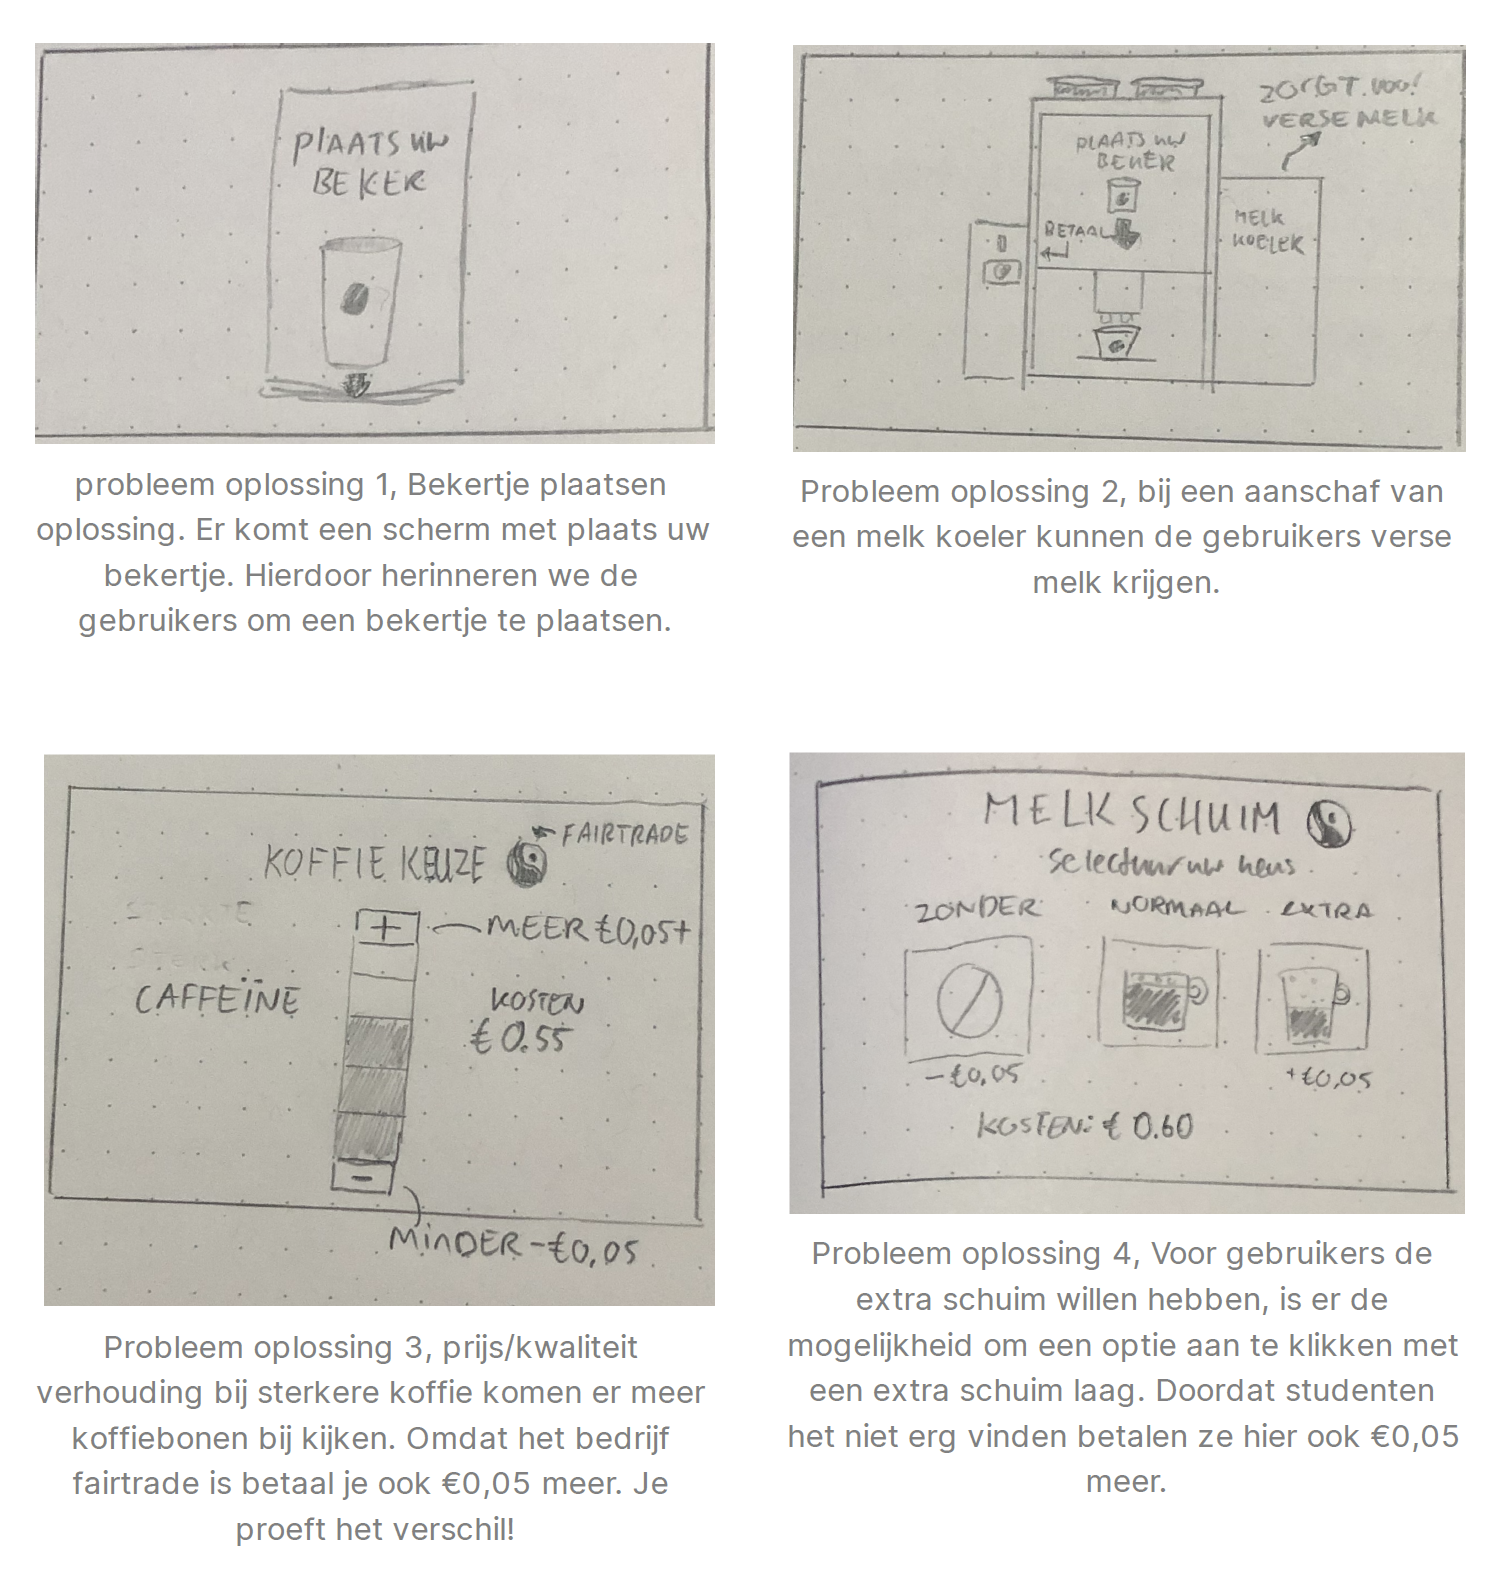 PLAATS UW
BEKER
probleem oplossing 1, Bekertje plaatsen
oplossing. Er komt een scherm met plaats uw
bekertje. Hierdoor herinneren we de
gebruikers om een bekertje te plaatsen.
ZORGT voor
VERSE MELK
PLAATS UW
BEKER
BETAAL
MELK
KOELER
Probleem oplossing 2, bij een aanschaf van
een melk koeler kunnen de gebruikers verse
melk krijgen.
FAIRTRADE
KOFFIE KEUZE
STERKTE
+
MEER €0,05+
Sterk
CAFFEÏNE
KOSTEN
€ 0.55
-
MINDER -€0,05
Probleem oplossing 3, prijs/kwaliteit
verhouding bij sterkere koffie komen er meer
koffiebonen bij kijken. Omdat het bedrijf
fairtrade is betaal je ook €0,05 meer. Je
proeft het verschil!
MELK SCHUIM
Selectuur uw keus
ZONDER NORMAAL EXTRA
-€0,05 +€0,05
KOSTEN: € 0.60
Probleem oplossing 4, Voor gebruikers de
extra schuim willen hebben, is er de
mogelijkheid om een optie aan te klikken met
een extra schuim laag. Doordat studenten
het niet erg vinden betalen ze hier ook €0,05
meer.